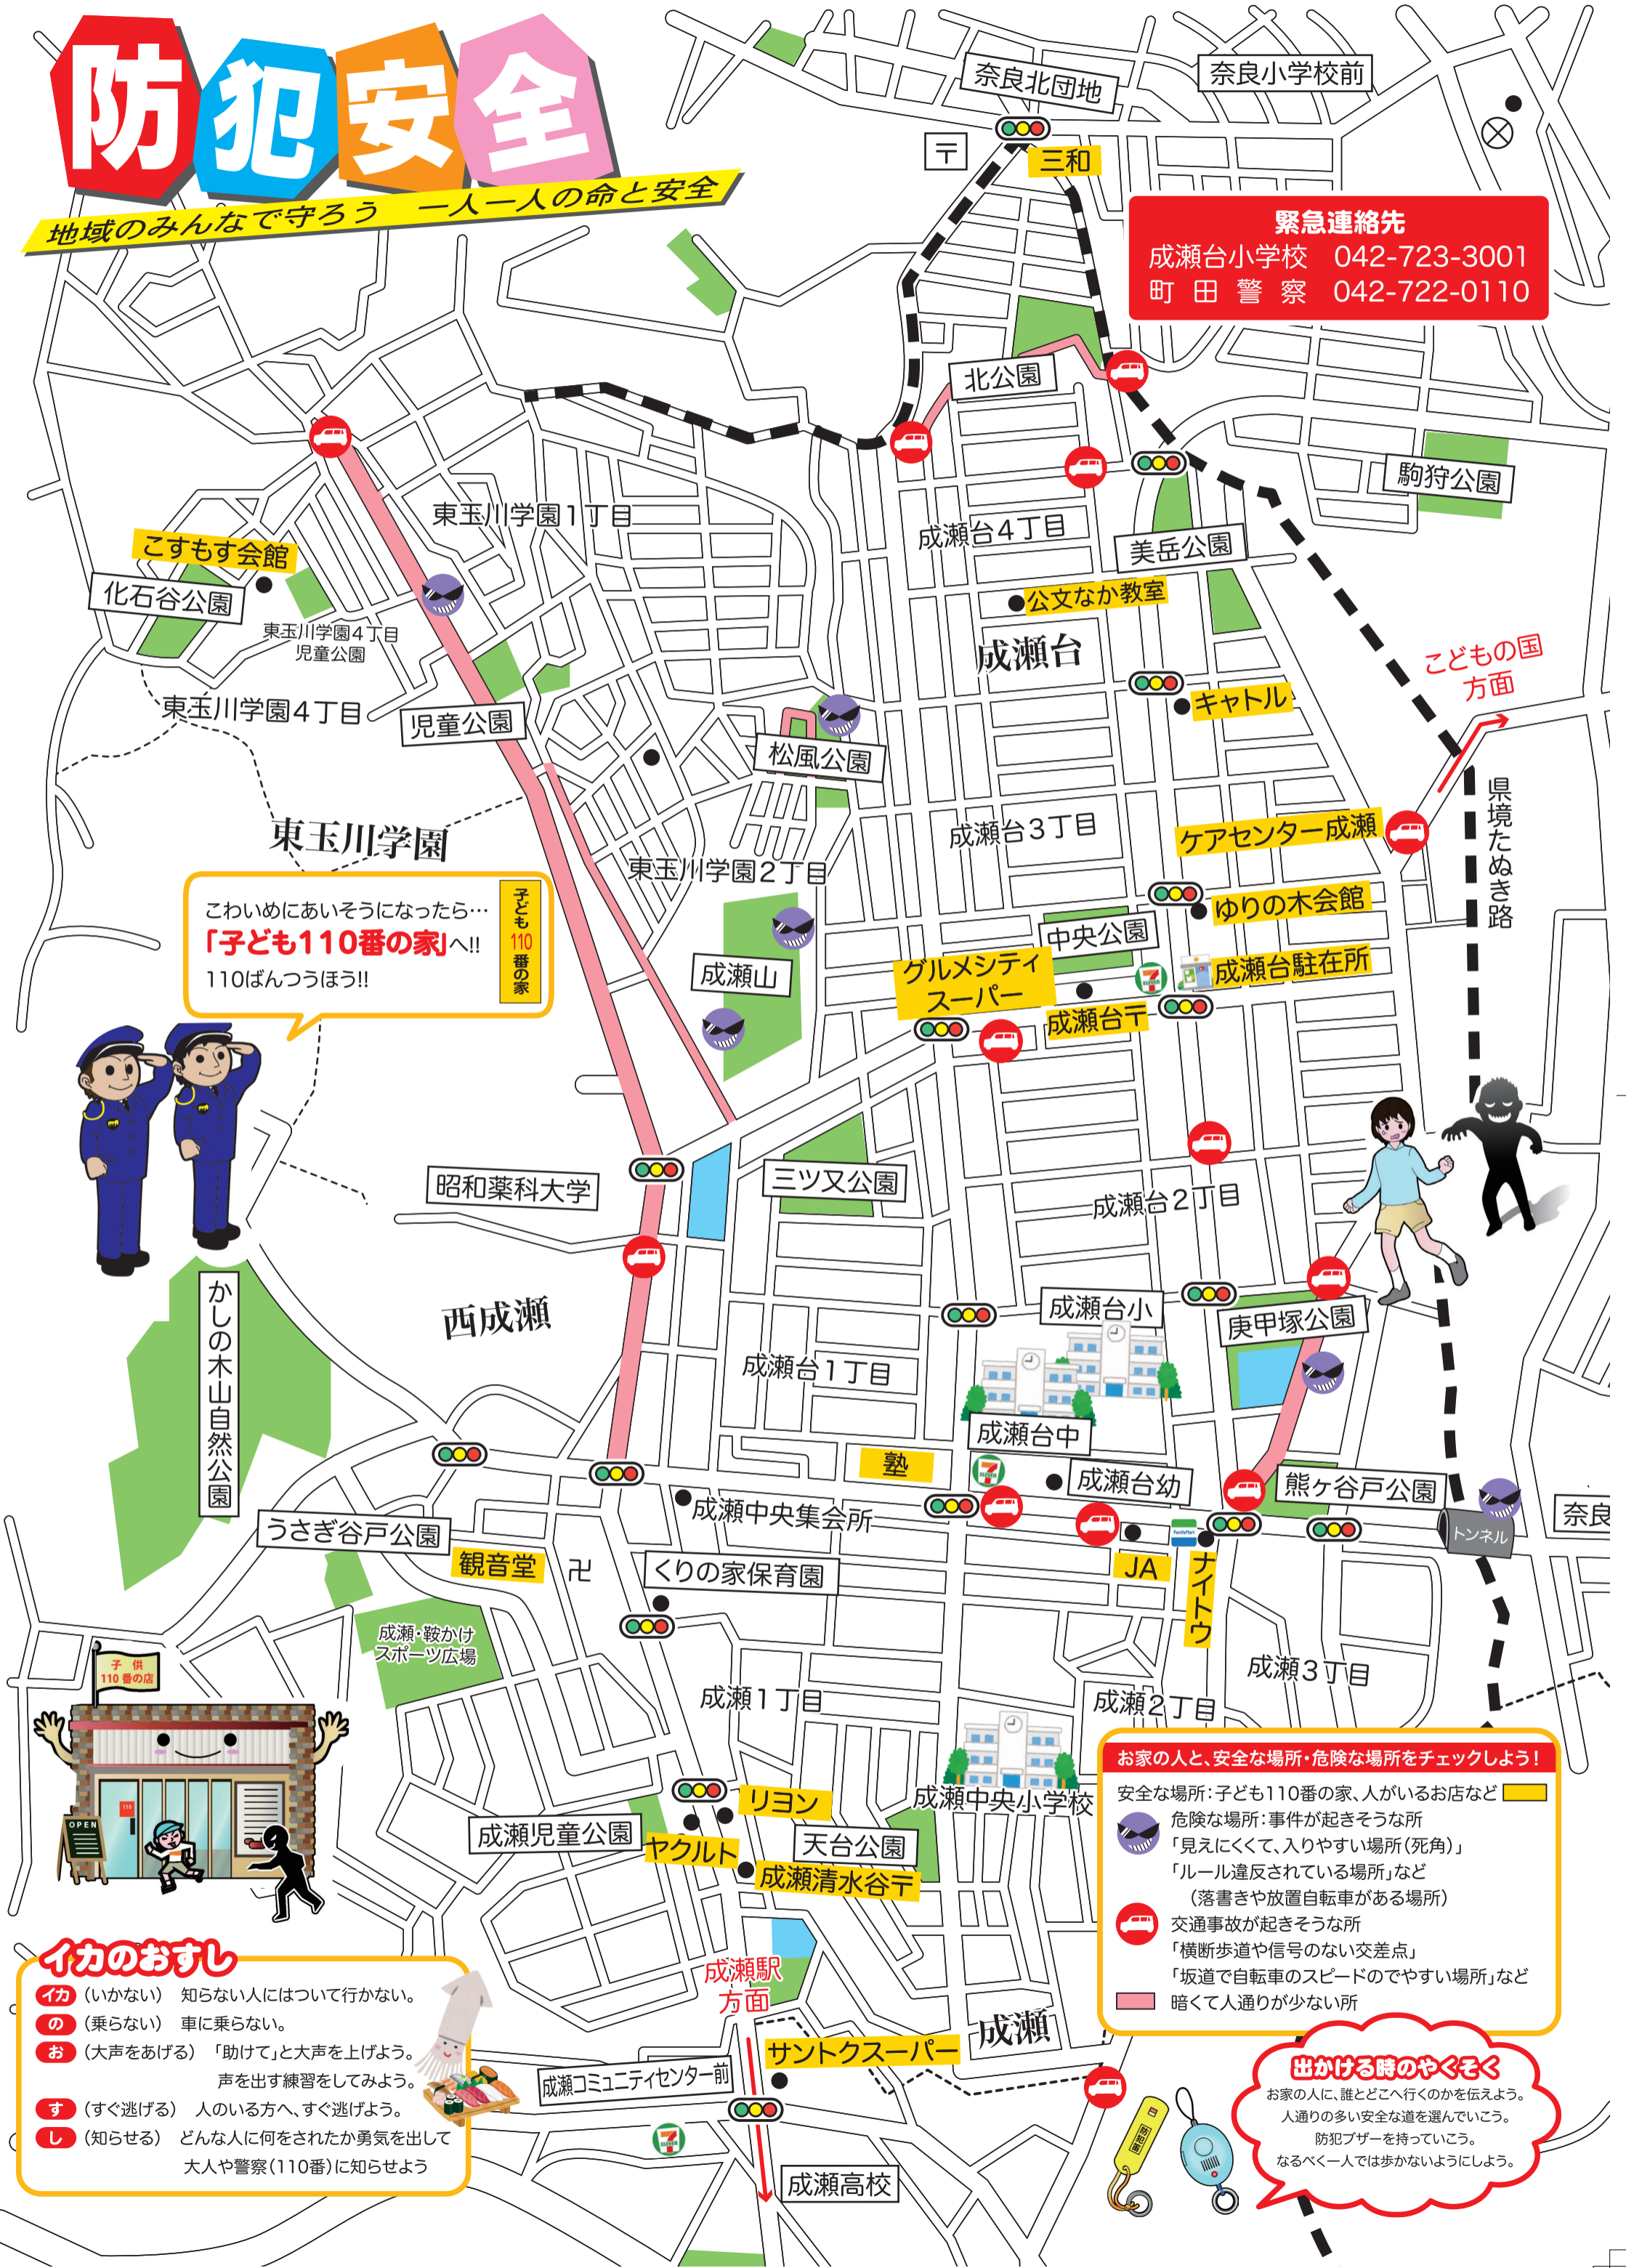 防犯安全
地域のみんなで守ろう　一人一人の命と安全
奈良北団地
奈良小学校前
〒
三和
緊急連絡先
成瀬台小学校　042-723-3001
町田警察　042-722-0110
北公園
駒狩公園
東玉川学園1丁目
成瀬台4丁目
美岳公園
こすもす会館
化石谷公園
公文なか教室
東玉川学園4丁目
児童公園
成瀬台
こどもの国
方面
東玉川学園4丁目
児童公園
キャトル
松風公園
県境たぬき路
東玉川学園
成瀬台3丁目
ケアセンター成瀬
東玉川学園2丁目
ゆりの木会館
中央公園
こわいめにあいそうになったら…
「子ども110番の家」へ!!
110ばんつうほう!!
子ども110番の家
成瀬山
グルメシティ
スーパー
成瀬台駐在所
成瀬台〒
昭和薬科大学
三ツ又公園
成瀬台2丁目
かしの木山自然公園
西成瀬
成瀬台小
庚甲塚公園
成瀬台1丁目
成瀬台中
塾
成瀬台幼
熊ヶ谷戸公園
奈良
トンネル
成瀬中央集会所
うさぎ谷戸公園
観音堂
卍
くりの家保育園
JA
FamilyMart
ナイトウ
成瀬・鞍かけ
スポーツ広場
成瀬3丁目
成瀬1丁目
成瀬2丁目
子供
110番の店
110
OPEN
成瀬中央小学校
リヨン
成瀬児童公園
ヤクルト
天台公園
成瀬清水谷〒
お家の人と、安全な場所・危険な場所をチェックしよう！
安全な場所：子ども110番の家、人がいるお店など
危険な場所：事件が起きそうな所
「見えにくくて、入りやすい場所（死角）」
「ルール違反されている場所」など
（落書きや放置自転車がある場所）
交通事故が起きそうな所
「横断歩道や信号のない交差点」
「坂道で自転車のスピードのでやすい場所」など
暗くて人通りが少ない所
成瀬駅
方面
成瀬
サントクスーパー
成瀬コミュニティセンター前
成瀬高校
イカのおすし
イカ（いかない）　知らない人にはついて行かない。
の（乗らない）　車に乗らない。
お（大声をあげる）　「助けて」と大声を上げよう。
声を出す練習をしてみよう。
す（すぐ逃げる）　人のいる方へ、すぐ逃げよう。
し（知らせる）　どんな人に何をされたか勇気を出して
大人や警察（110番）に知らせよう
防犯笛
出かける時のやくそく
お家の人に、誰とどこへ行くのかを伝えよう。
人通りの多い安全な道を選んでいこう。
防犯ブザーを持っていこう。
なるべく一人では歩かないようにしよう。